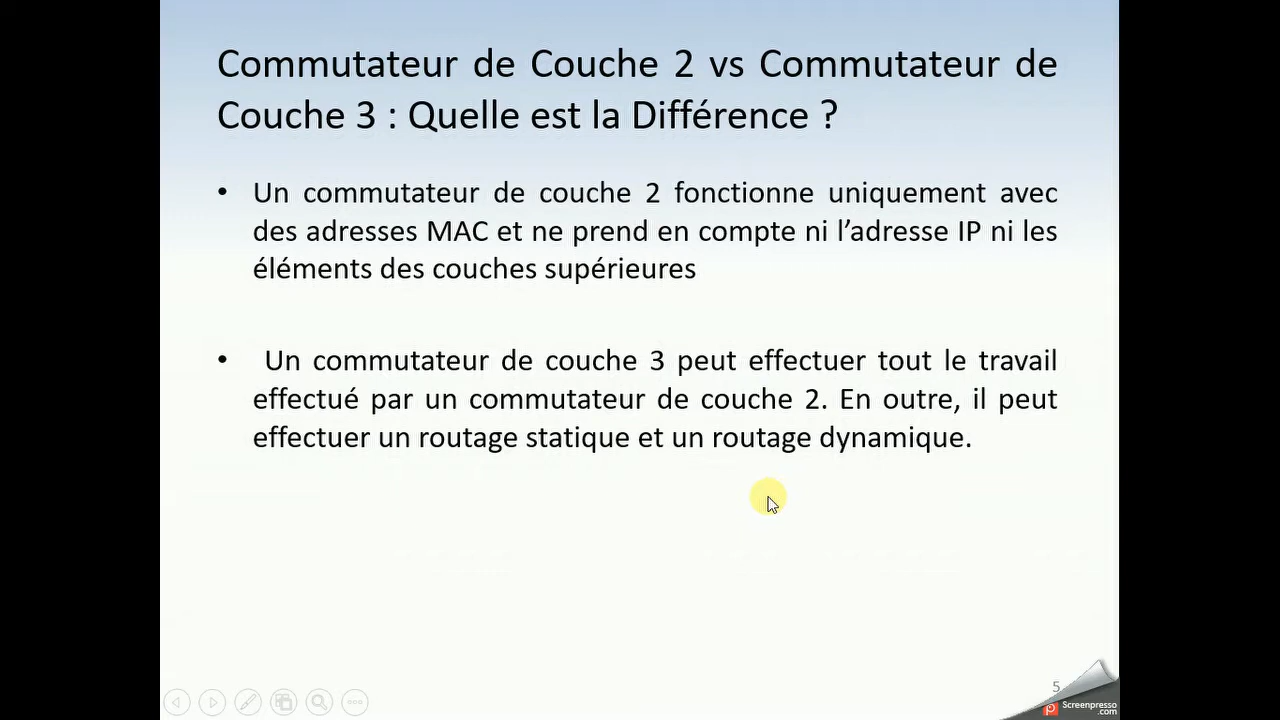 Commutateur de Couche 2 vs Commutateur de
Couche 3 : Quelle est la Différence ?
• Un commutateur de couche 2 fonctionne uniquement avec
des adresses MAC et ne prend en compte ni l’adresse IP ni les
éléments des couches supérieures
• Un commutateur de couche 3 peut effectuer tout le travail
effectué par un commutateur de couche 2. En outre, il peut
effectuer un routage statique et un routage dynamique.
5
Screenpresso
.com